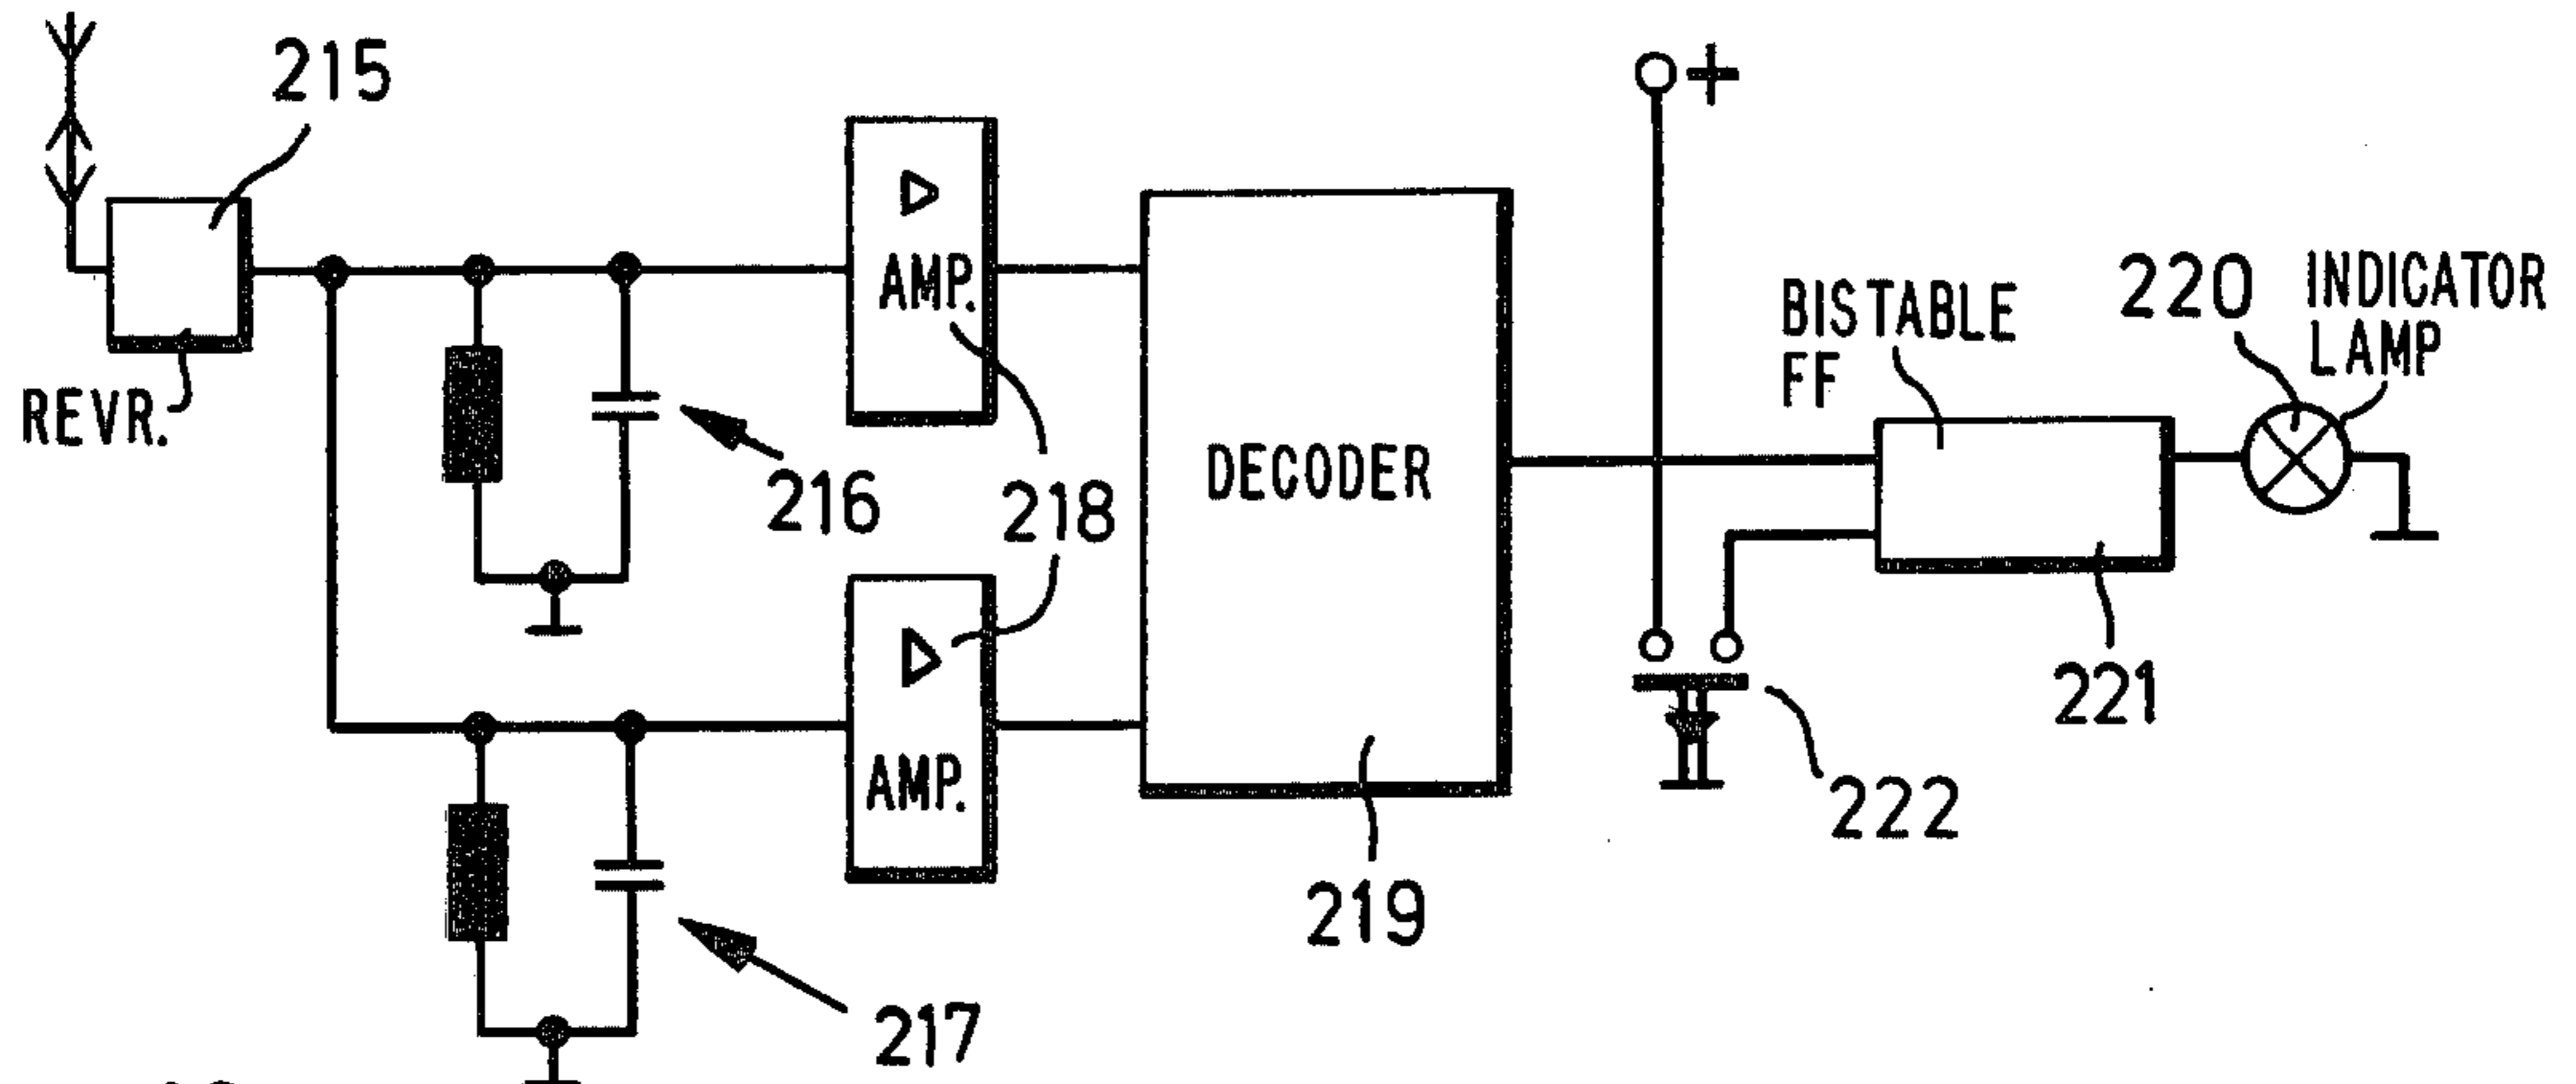 215
REVR.
216
217
AMP.
218
AMP.
DECODER
219
+
BISTABLE
FF
220
INDICATOR
LAMP
221
222